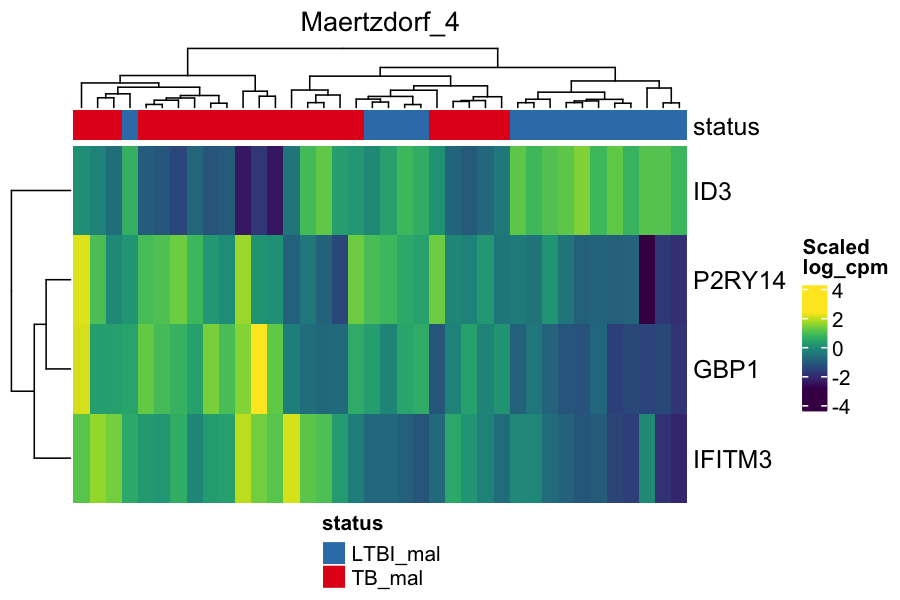 Maertzdorf_4
status
ID3
P2RY14
GBP1
IFITM3
Scaled
log_cpm
4
2
0
-2
-4
status
LTBI_mal
TB_mal